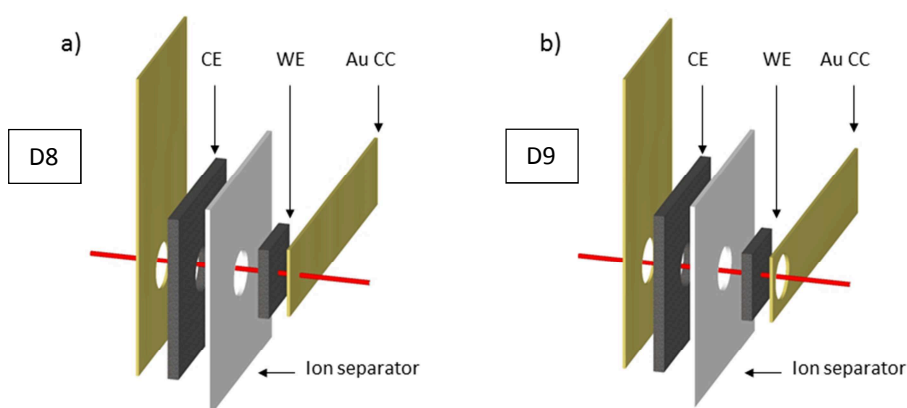 a)
CE
WE
Au CC
D8
Ion separator
b)
CE
WE
Au CC
D9
Ion separator